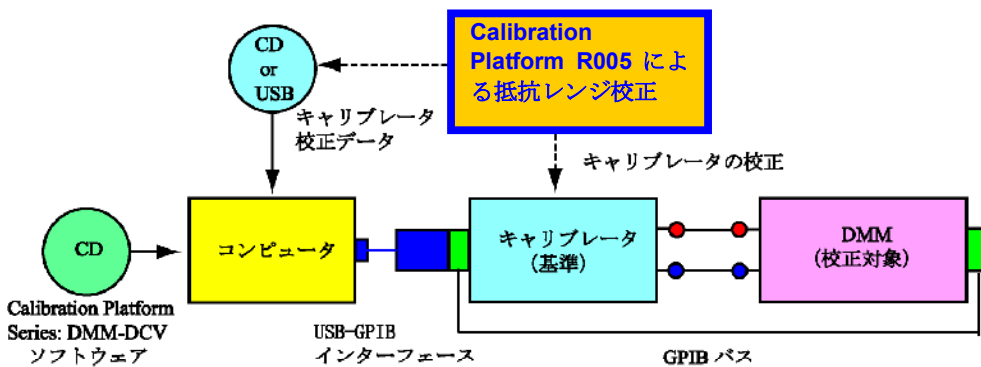 Calibration
Platform R005 によ
る抵抗レンジ校正
CD
or
USB
キャリブレータ
校正データ
キャリブレータの校正
CD
コンピュータ
キャリブレータ
(基準)
DMM
(校正対象)
Calibration Platform
Series: DMM-DCV
ソフトウェア
USB-GPIB
インターフェース
GPIB バス